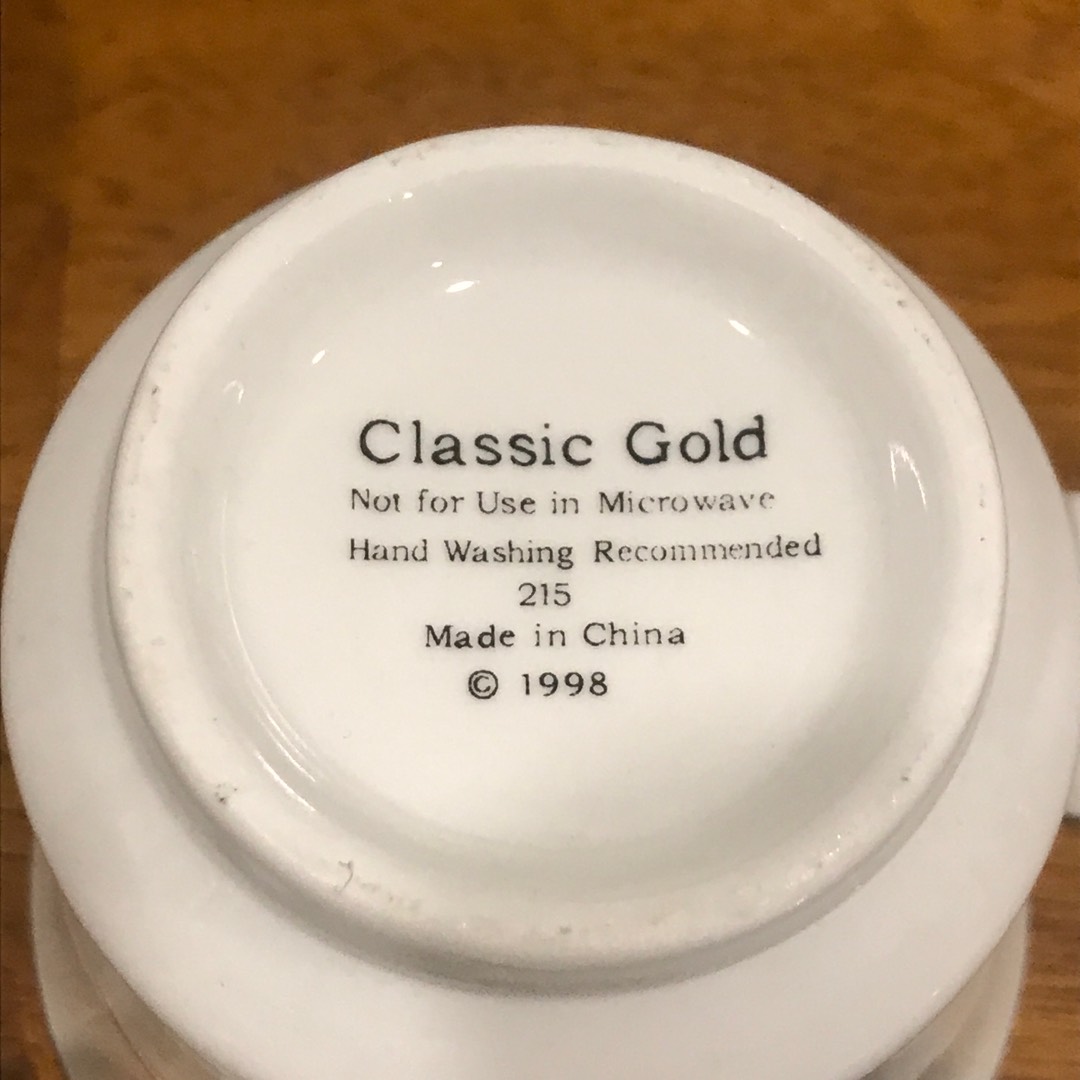 Classic Gold
Not for Use in Microwave
Hand Washing Recommended
215
Made in China
© 1998